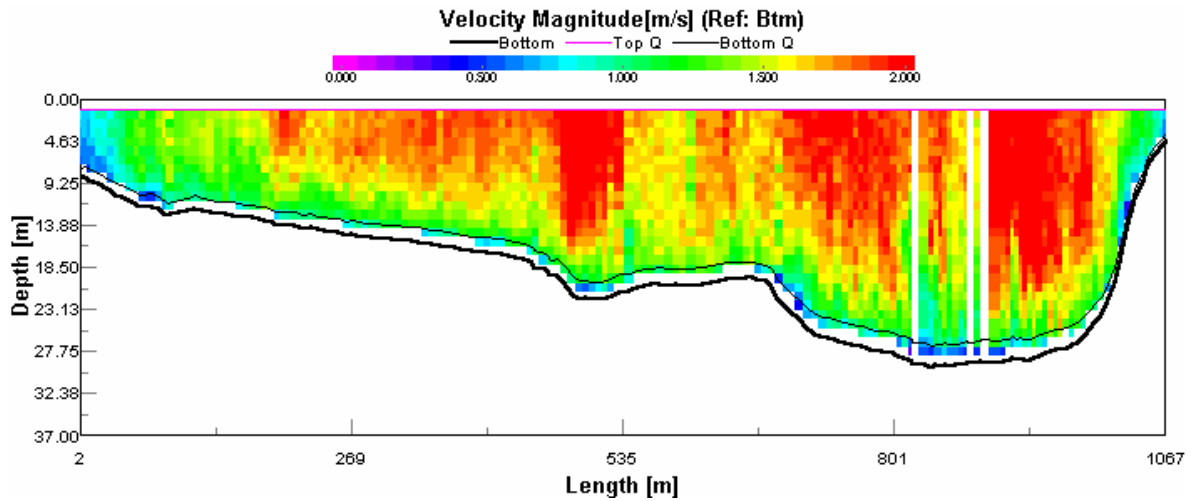 Velocity Magnitude[m/s] (Ref: Btm)
Bottom Top Q Bottom Q
0.000 0.500 1.000 1.500 2.000
0.00
4.63
9.25
13.88
18.50
23.13
27.75
32.38
37.00
Depth [m]
2 269 535 801 1067
Length [m]